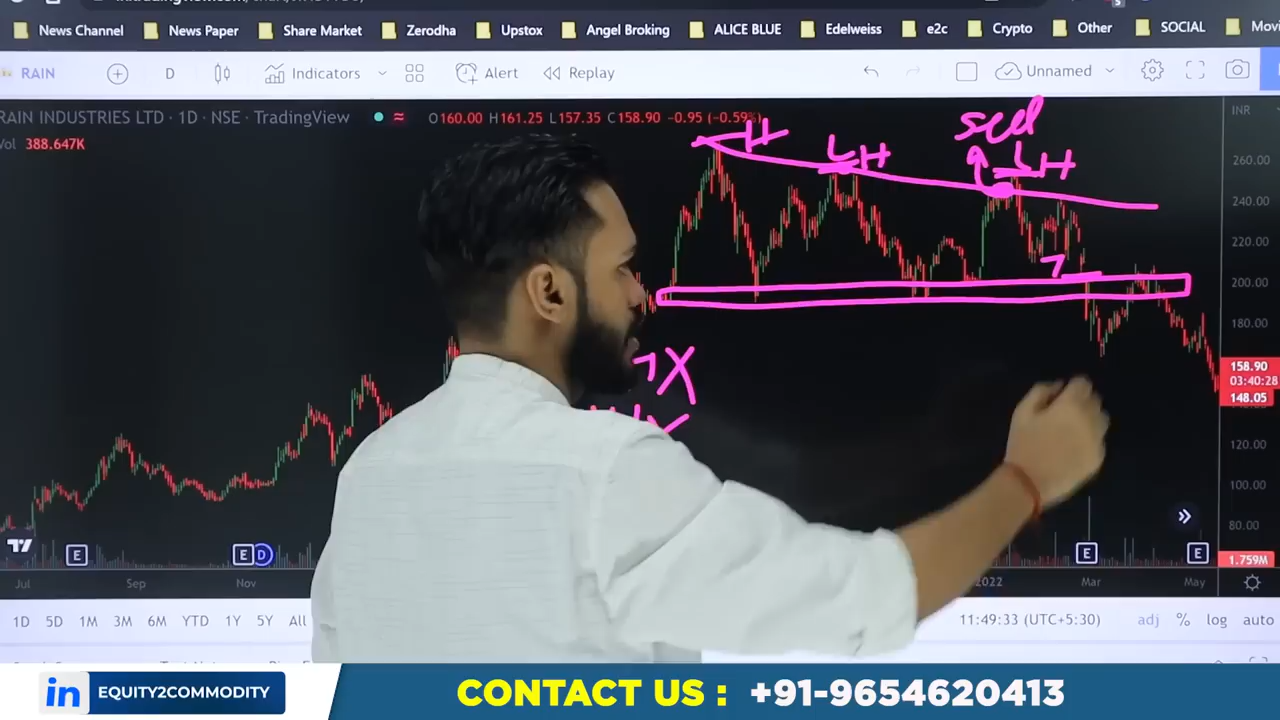 News Channel News Paper Share Market Zerodha Upstox Angel Broking ALICE BLUE Edelweiss e2c Crypto Other SOCIAL
RAIN D Indicators Alert Replay Unnamed
RAIN INDUSTRIES LTD · 1D · NSE · TradingView O160.00 H161.25 L157.35 C158.90 -0.95 (-0.59%) INR
Vol 388.647K
H
LH
sell
LH
260.00
240.00
220.00
200.00
180.00
158.90
03:40:28
148.05
120.00
100.00
80.00
1.759M
X
E E D E E
Jul Sep Nov 2022 Mar May
1D 5D 1M 3M 6M YTD 1Y 5Y All 11:49:33 (UTC+5:30) adj % log auto
in EQUITY2COMMODITY
CONTACT US : +91-9654620413